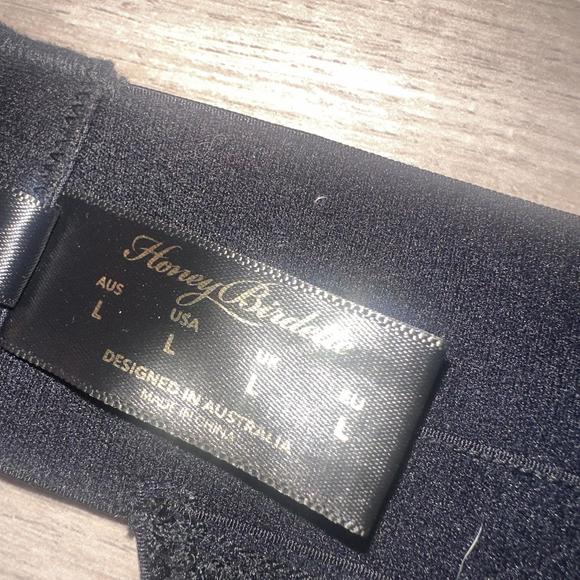 Honey Birdette
AUS USA UK EU
L L L L
DESIGNED IN AUSTRALIA
MADE IN CHINA